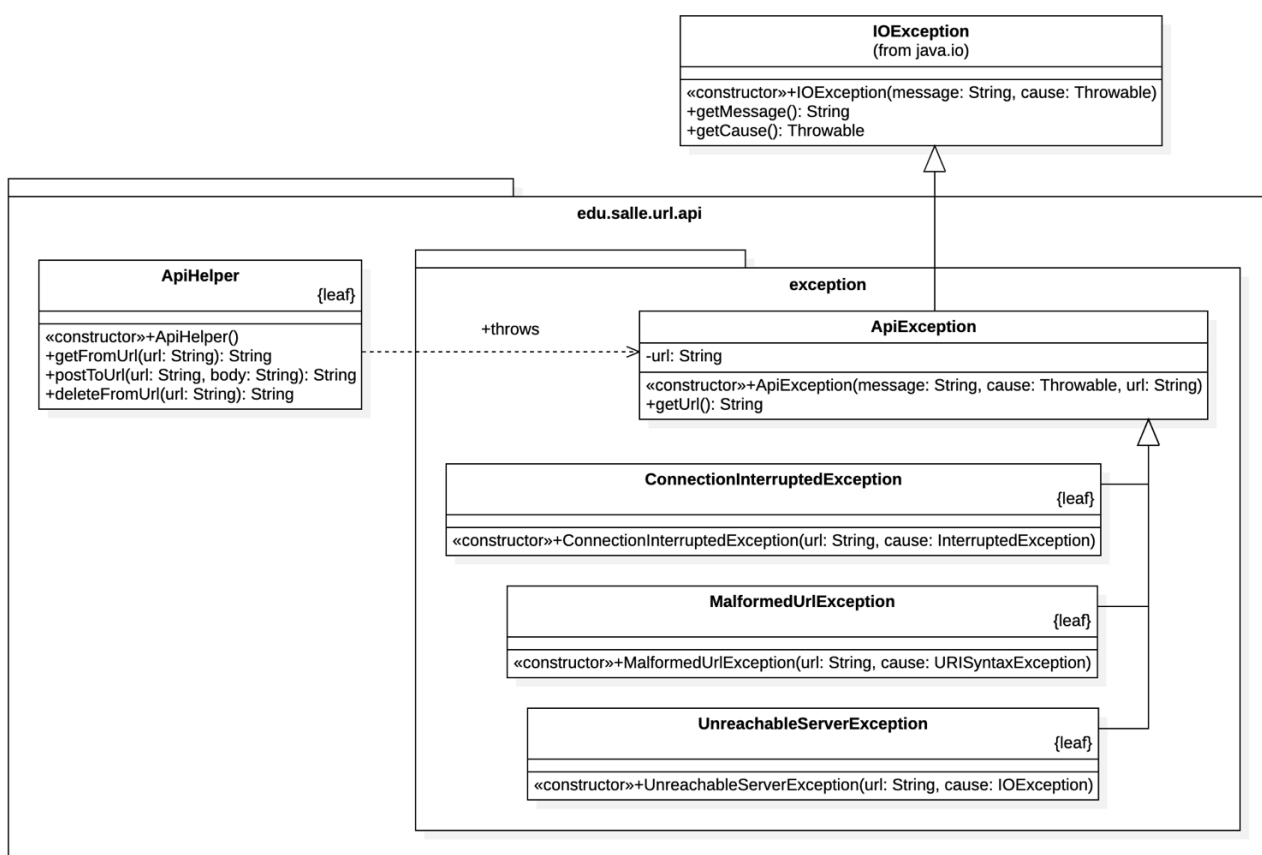 IOException
(from java.io)
«constructor»+IOException(message: String, cause: Throwable)
+getMessage(): String
+getCause(): Throwable
edu.salle.url.api
ApiHelper
{leaf}
«constructor»+ApiHelper()
+getFromUrl(url: String): String
+postToUrl(url: String, body: String): String
+deleteFromUrl(url: String): String
+throws
exception
ApiException
-url: String
«constructor»+ApiException(message: String, cause: Throwable, url: String)
+getUrl(): String
ConnectionInterruptedException
{leaf}
«constructor»+ConnectionInterruptedException(url: String, cause: InterruptedException)
MalformedUrlException
{leaf}
«constructor»+MalformedUrlException(url: String, cause: URISyntaxException)
UnreachableServerException
{leaf}
«constructor»+UnreachableServerException(url: String, cause: IOException)